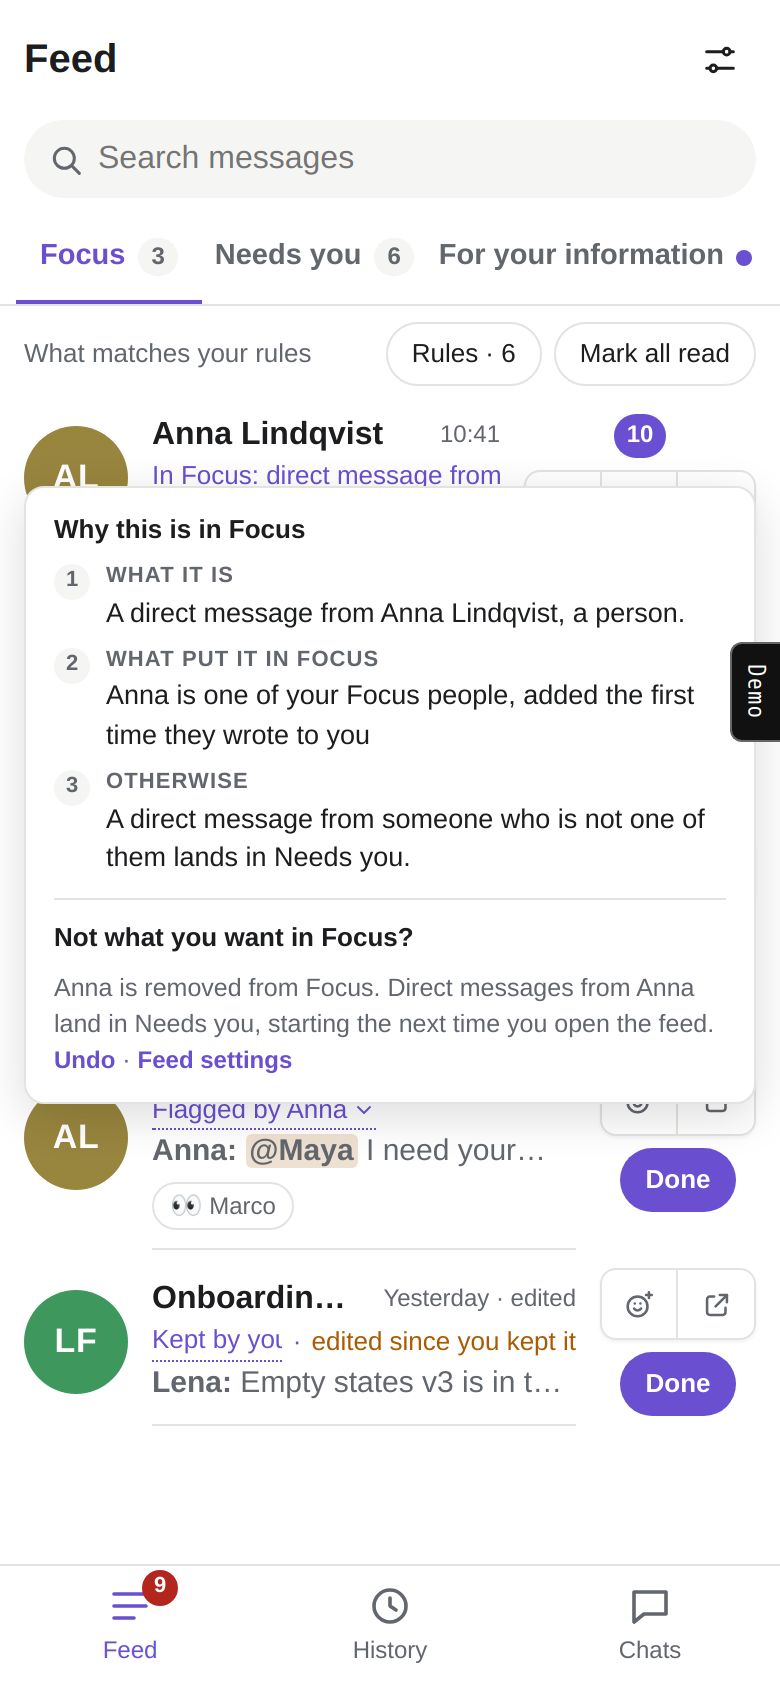 Feed
Search messages
Focus 3 Needs you 6 For your information
What matches your rules Rules · 6 Mark all read
Anna Lindqvist 10:41 10
AL In Focus: direct message from
Why this is in Focus
1 WHAT IT IS
A direct message from Anna Lindqvist, a person.
2 WHAT PUT IT IN FOCUS
Anna is one of your Focus people, added the first
time they wrote to you
Demo
3 OTHERWISE
A direct message from someone who is not one of
them lands in Needs you.
Not what you want in Focus?
Anna is removed from Focus. Direct messages from Anna
land in Needs you, starting the next time you open the feed.
Undo · Feed settings
Flagged by Anna
AL Anna: @Maya I need your…
👀 Marco Done
Onboardin… Yesterday · edited
LF Kept by you · edited since you kept it
Lena: Empty states v3 is in t… Done
9
Feed History Chats